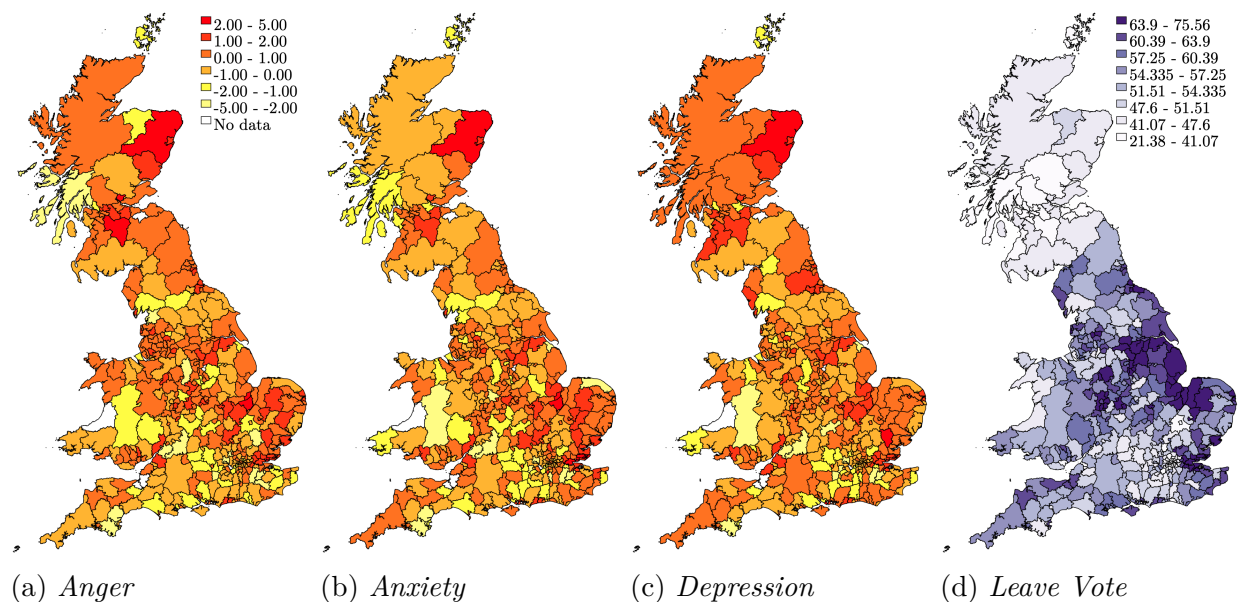 2.00 - 5.00
1.00 - 2.00
0.00 - 1.00
-1.00 - 0.00
-2.00 - -1.00
-5.00 - -2.00
No data
63.9 - 75.56
60.39 - 63.9
57.25 - 60.39
54.335 - 57.25
51.51 - 54.335
47.6 - 51.51
41.07 - 47.6
21.38 - 41.07
(a) Anger
(b) Anxiety
(c) Depression
(d) Leave Vote